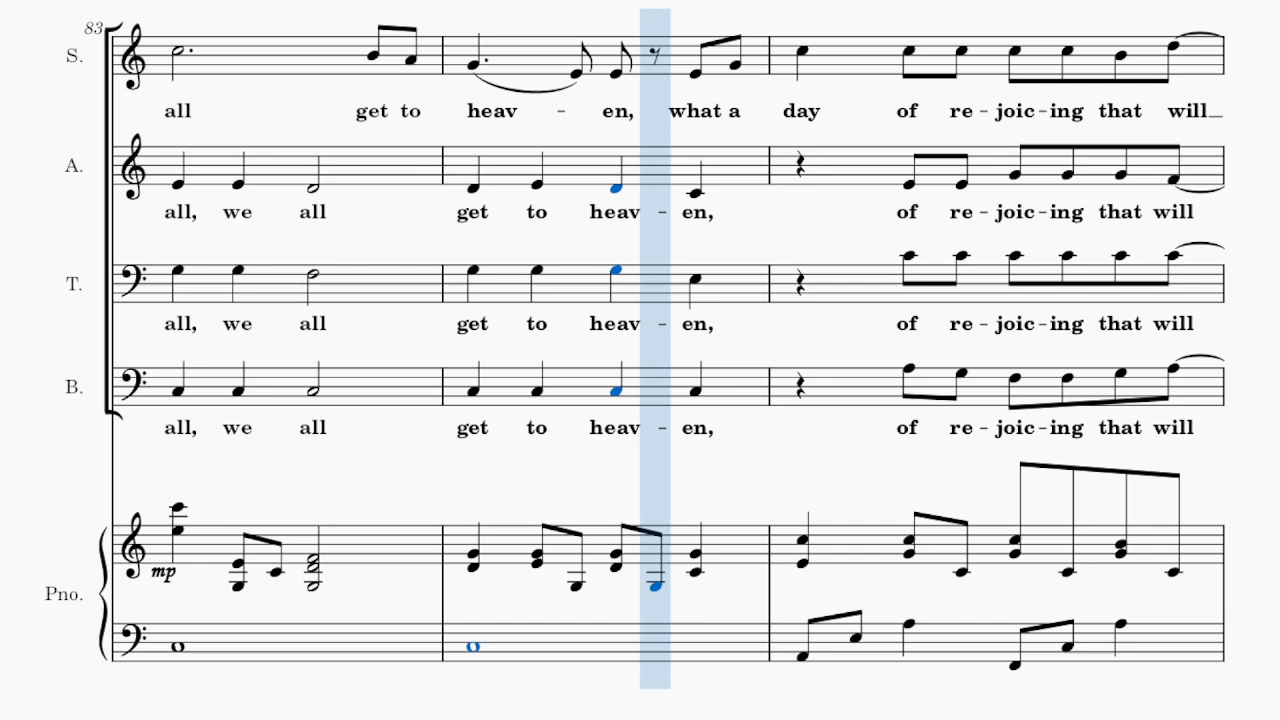 83
S.
all get to heav - en, what a day of re - joic - ing that will_
A.
all, we all get to heav - en, of re - joic - ing that will
T.
all, we all get to heav - en, of re - joic - ing that will
B.
all, we all get to heav - en, of re - joic - ing that will
mp
Pno.